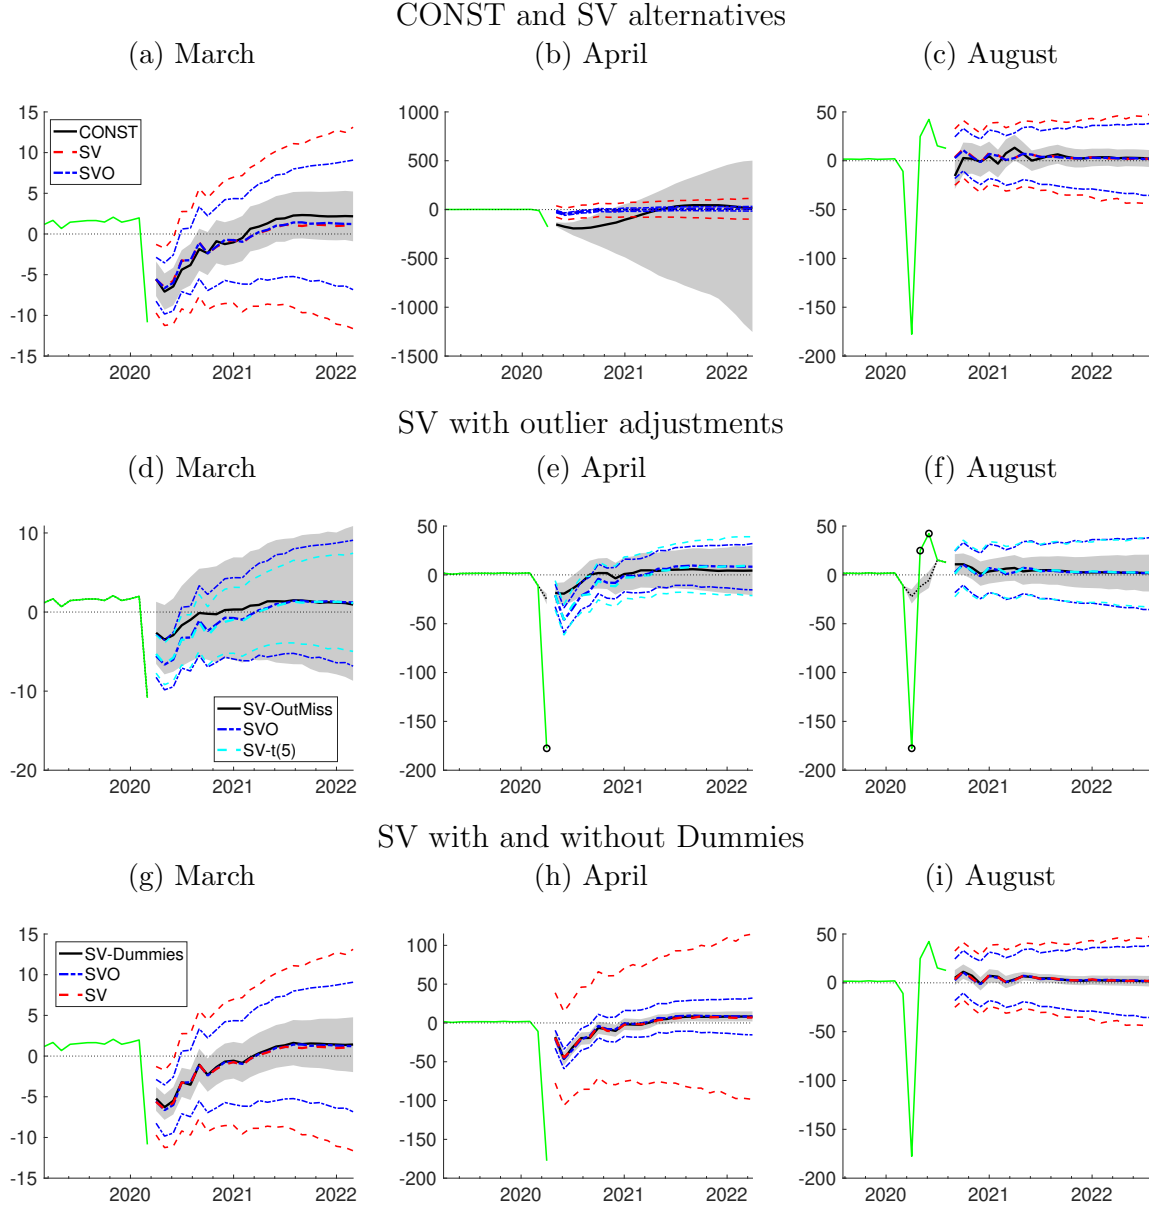 CONST and SV alternatives
(a) March
(b) April
(c) August
15
10
5
0
-5
-10
-15
CONST
SV
SVO
2020 2021 2022
1000
500
0
-500
-1000
-1500
2020 2021 2022
50
0
-50
-100
-150
-200
2020 2021 2022
SV with outlier adjustments
(d) March
(e) April
(f) August
10
0
-10
-20
SV-OutMiss
SVO
SV-t(5)
2020 2021 2022
50
0
-50
-100
-150
-200
2020 2021 2022
50
0
-50
-100
-150
-200
2020 2021 2022
SV with and without Dummies
(g) March
(h) April
(i) August
15
10
5
0
-5
-10
-15
SV-Dummies
SVO
SV
2020 2021 2022
100
50
0
-50
-100
-150
-200
2020 2021 2022
50
0
-50
-100
-150
-200
2020 2021 2022